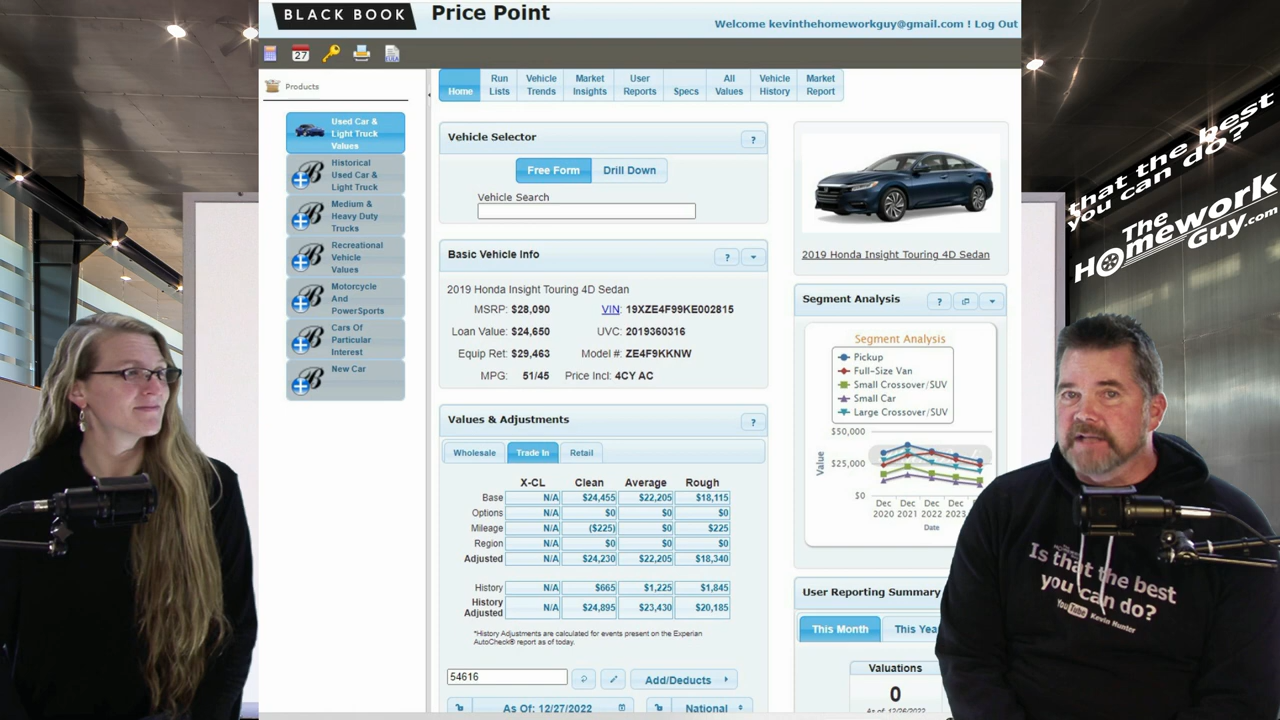 BLACK BOOK
Price Point
Welcome kevinthehomeworkguy@gmail.com ! Log Out
27
Products
Used Car &
Light Truck
Values
Historical
Used Car &
Light Truck
Medium &
Heavy Duty
Trucks
Recreational
Vehicle
Values
Motorcycle
And
PowerSports
Cars Of
Particular
Interest
New Car
Home
Run
Lists
Vehicle
Trends
Market
Insights
User
Reports
Specs
All
Values
Vehicle
History
Market
Report
Vehicle Selector ?
Free Form Drill Down
Vehicle Search
Basic Vehicle Info ?
2019 Honda Insight Touring 4D Sedan
MSRP: $28,090 VIN: 19XZE4F99KE002815
Loan Value: $24,650 UVC: 2019360316
Equip Ret: $29,463 Model #: ZE4F9KKNW
MPG: 51/45 Price Incl: 4CY AC
Values & Adjustments ?
Wholesale Trade In Retail
X-CL Clean Average Rough
Base N/A $24,455 $22,205 $18,115
Options N/A $0 $0 $0
Mileage N/A ($225) $0 $225
Region N/A $0 $0 $0
Adjusted N/A $24,230 $22,205 $18,340
History N/A $665 $1,225 $1,845
History
Adjusted N/A $24,895 $23,430 $20,185
*History Adjustments are calculated for events present on the Experian
AutoCheck® report as of today.
54616 Add/Deducts
As Of: 12/27/2022 National
2019 Honda Insight Touring 4D Sedan
Segment Analysis ?
Segment Analysis
Pickup
Full-Size Van
Small Crossover/SUV
Small Car
Large Crossover/SUV
$50,000
$25,000
$0
Value
Dec
2020
Dec
2021
Dec
2022
Dec
2023
Date
User Reporting Summary
This Month This Yea
Valuations
0
As of: 12/26/2022
that the best
you can do?
The
Homework
Guy.com
Is that the best
you can do?
YouTube Kevin Hunter